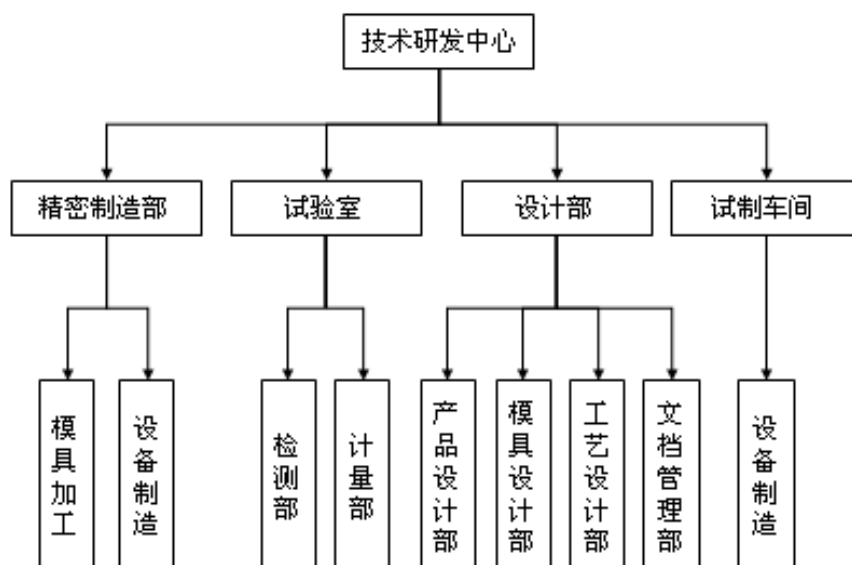 技术研发中心
精密制造部
试验室
设计部
试制车间
模具加工
设备制造
检测部
计量部
产品设计部
模具设计部
工艺设计部
文档管理部
设备制造